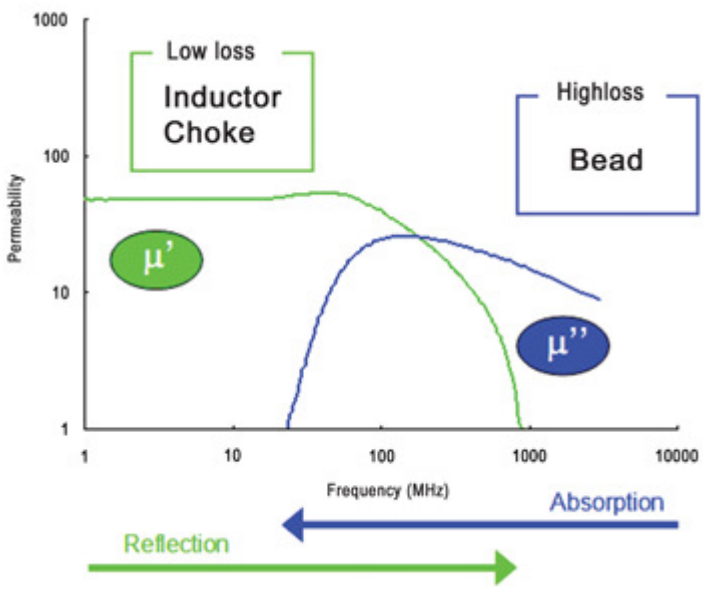 1000
Low loss
Inductor
Choke
Highloss
Bead
100
Permeability
μ’
10
μ’’
1
1
10
100
1000
10000
Frequency (MHz)
Absorption
Reflection